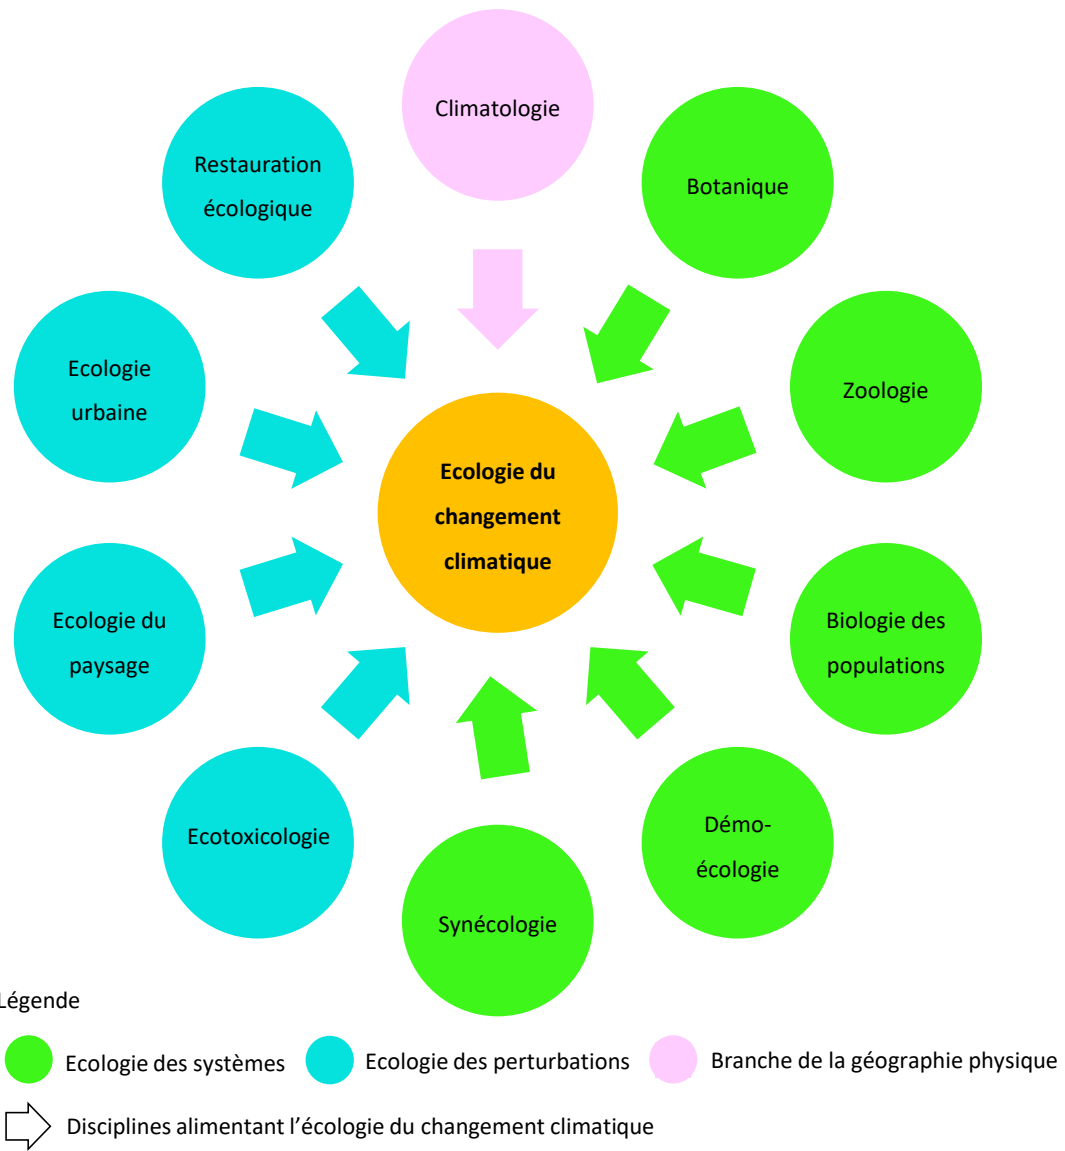 Climatologie
Restauration
écologique
Botanique
Ecologie
urbaine
Zoologie
Ecologie du
changement
climatique
Ecologie du
paysage
Biologie des
populations
Ecotoxicologie
Démo-
écologie
Synécologie
Légende
Ecologie des systèmes
Ecologie des perturbations
Branche de la géographie physique
Disciplines alimentant l’écologie du changement climatique